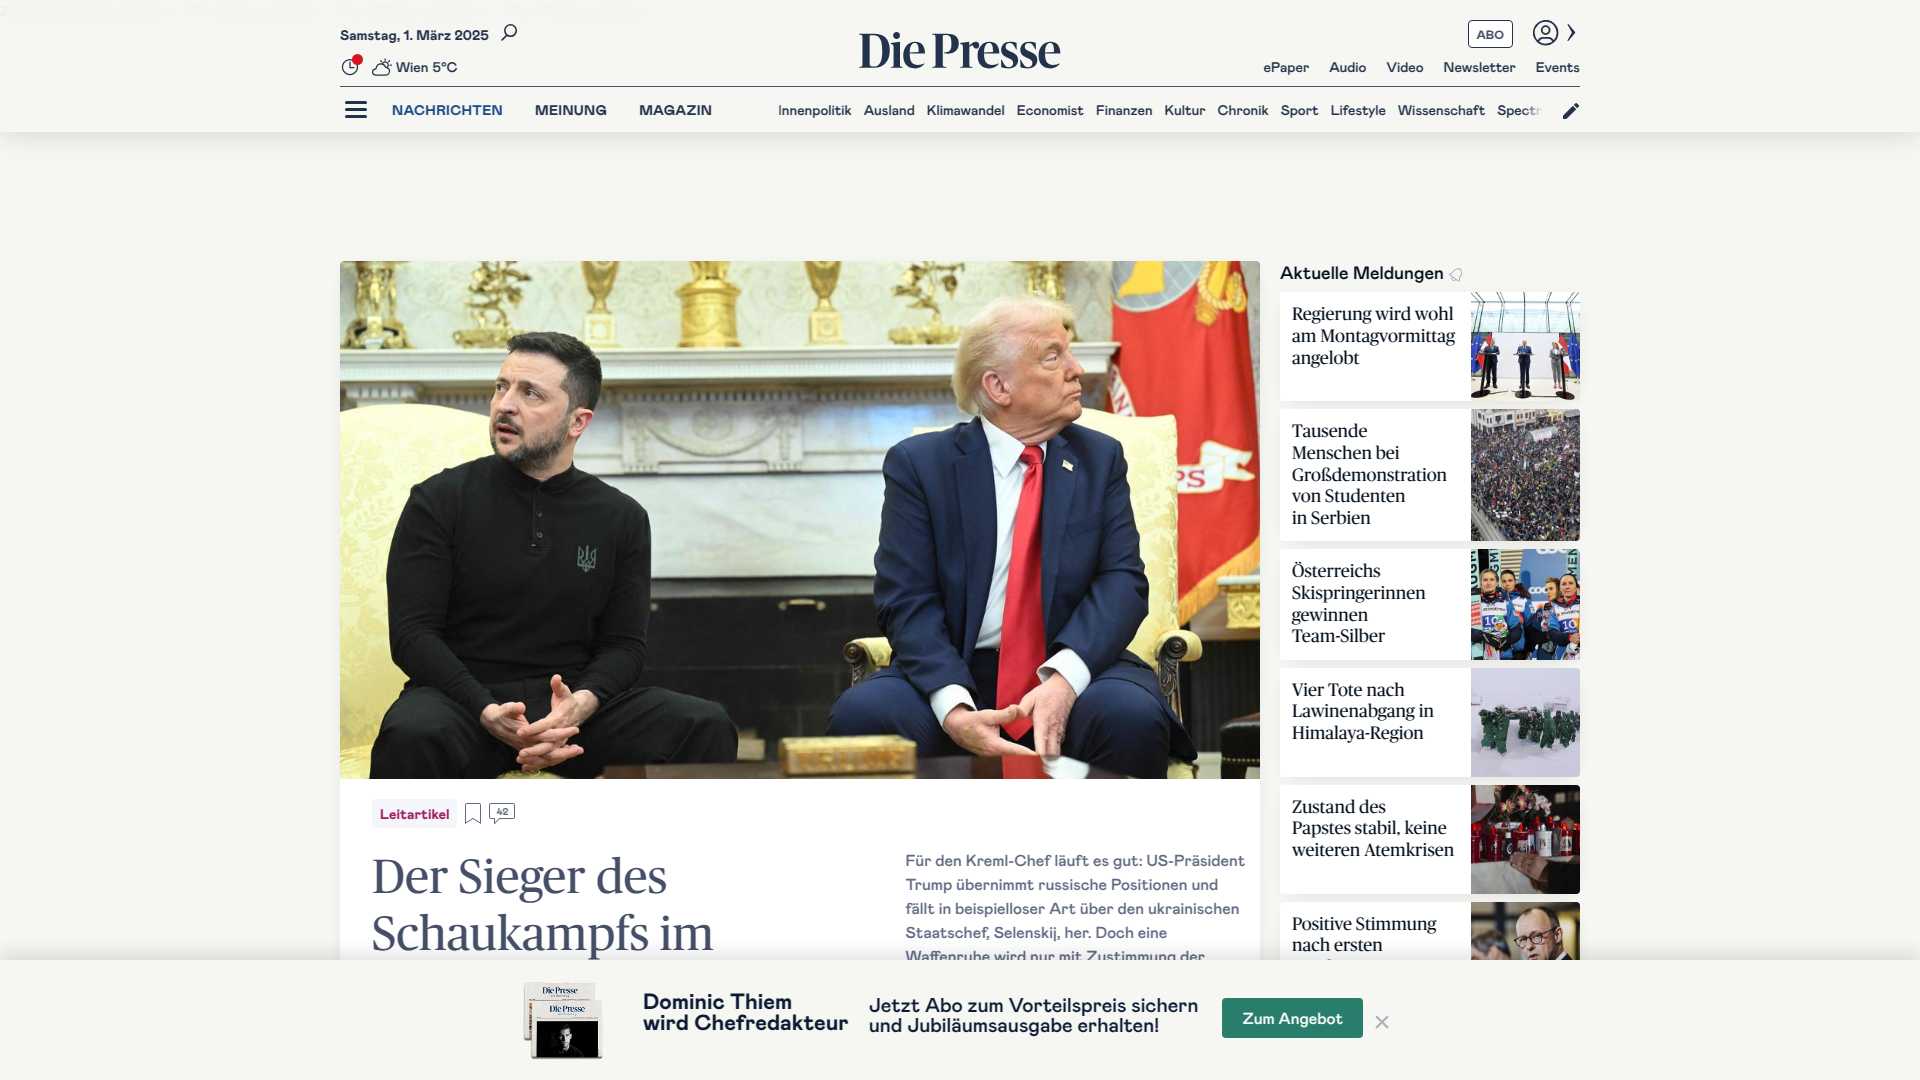 Samstag, 1. März 2025
Wien 5°C
Die Presse
ABO
ePaper Audio Video Newsletter Events
NACHRICHTEN MEINUNG MAGAZIN
Innenpolitik Ausland Klimawandel Economist Finanzen Kultur Chronik Sport Lifestyle Wissenschaft Spectr
Leitartikel
42
Der Sieger des
Schaukampfs im
Für den Kreml-Chef läuft es gut: US-Präsident
Trump übernimmt russische Positionen und
fällt in beispielloser Art über den ukrainischen
Staatschef, Selenskij, her. Doch eine
Waffenruhe wird nur mit Zustimmung der
Aktuelle Meldungen
Regierung wird wohl
am Montagvormittag
angelobt
Tausende
Menschen bei
Großdemonstration
von Studenten
in Serbien
Österreichs
Skispringerinnen
gewinnen
Team-Silber
Vier Tote nach
Lawinenabgang in
Himalaya-Region
Zustand des
Papstes stabil, keine
weiteren Atemkrisen
Positive Stimmung
nach ersten
Die Presse
Die Presse
Dominic Thiem
wird Chefredakteur
Jetzt Abo zum Vorteilspreis sichern
und Jubiläumsausgabe erhalten!
Zum Angebot